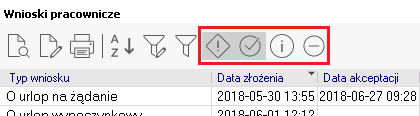 Wnioski pracownicze
A Z
Typ wniosku Data złożenia Data akceptacji
O urlop na żądanie 2018-05-30 13:55 2018-06-27 09:28
O urlop wypoczynkowy 2018-06-01 12:12